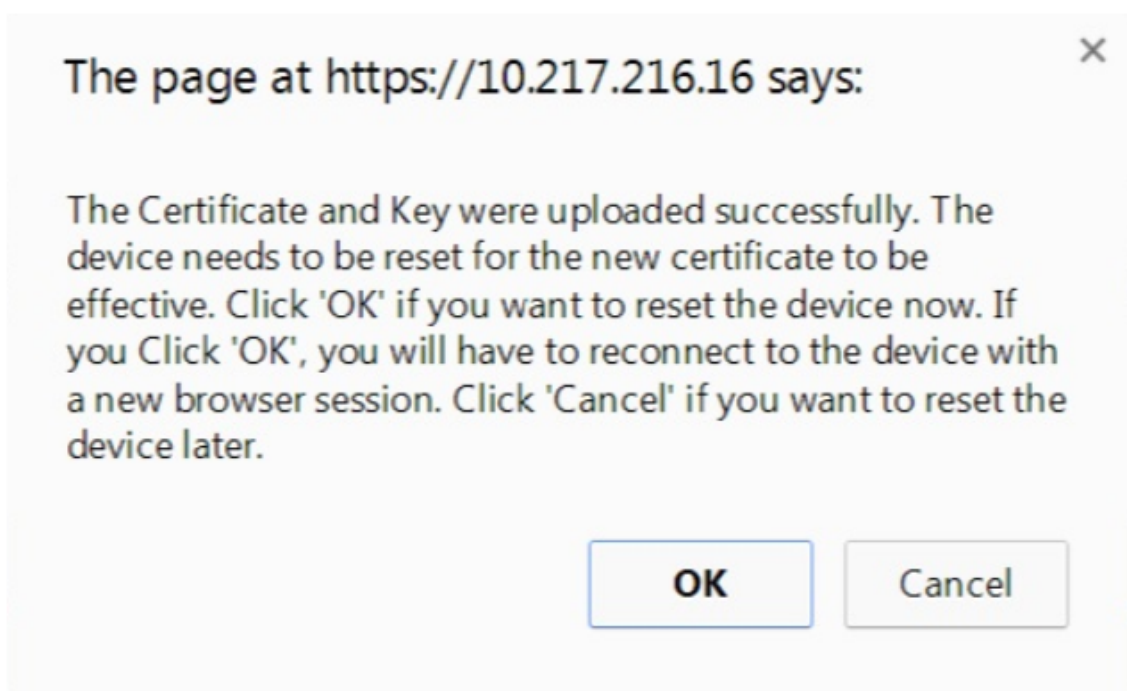 The page at https://10.217.216.16 says:
The Certificate and Key were uploaded successfully. The
device needs to be reset for the new certificate to be
effective. Click 'OK' if you want to reset the device now. If
you Click 'OK', you will have to reconnect to the device with
a new browser session. Click 'Cancel' if you want to reset the
device later.
OK Cancel